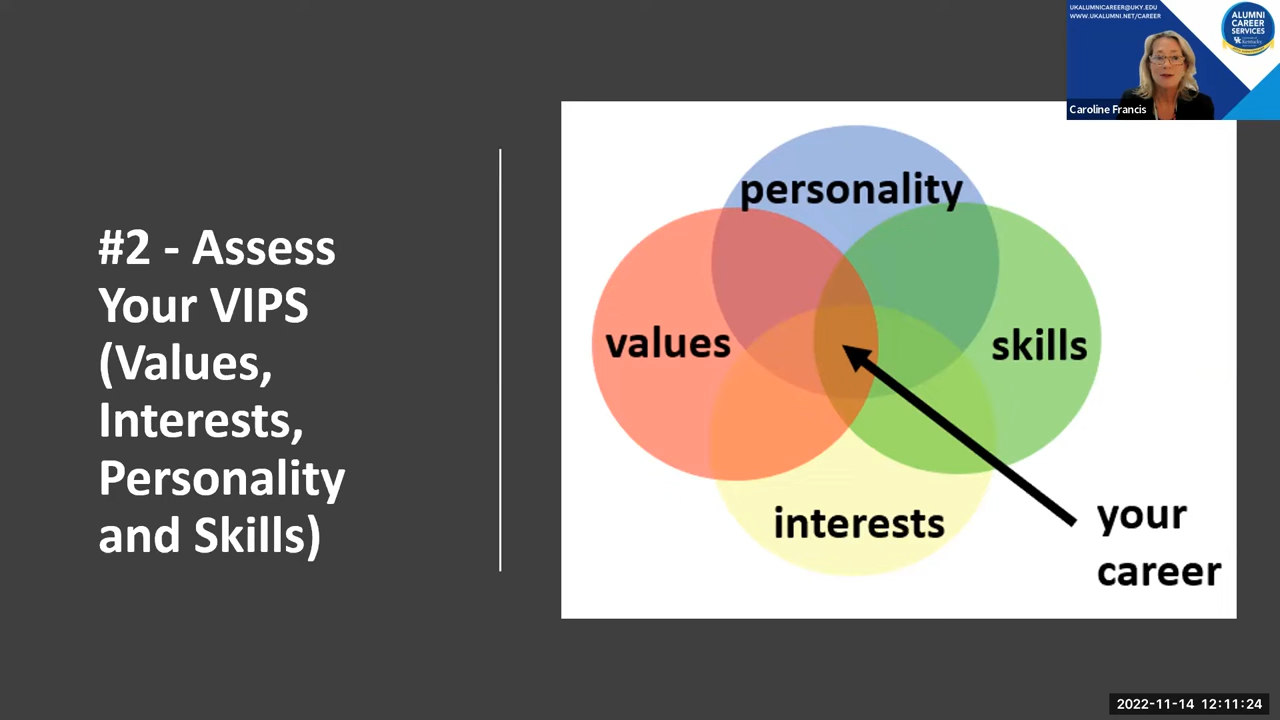 UKALUMNICAREER@UKY.EDU
WWW.UKALUMNI.NET/CAREER
ALUMNI
CAREER
SERVICES
Caroline Francis
#2 - Assess
Your VIPS
(Values,
Interests,
Personality
and Skills)
personality
values
skills
interests
your
career
2022-11-14 12:11:24